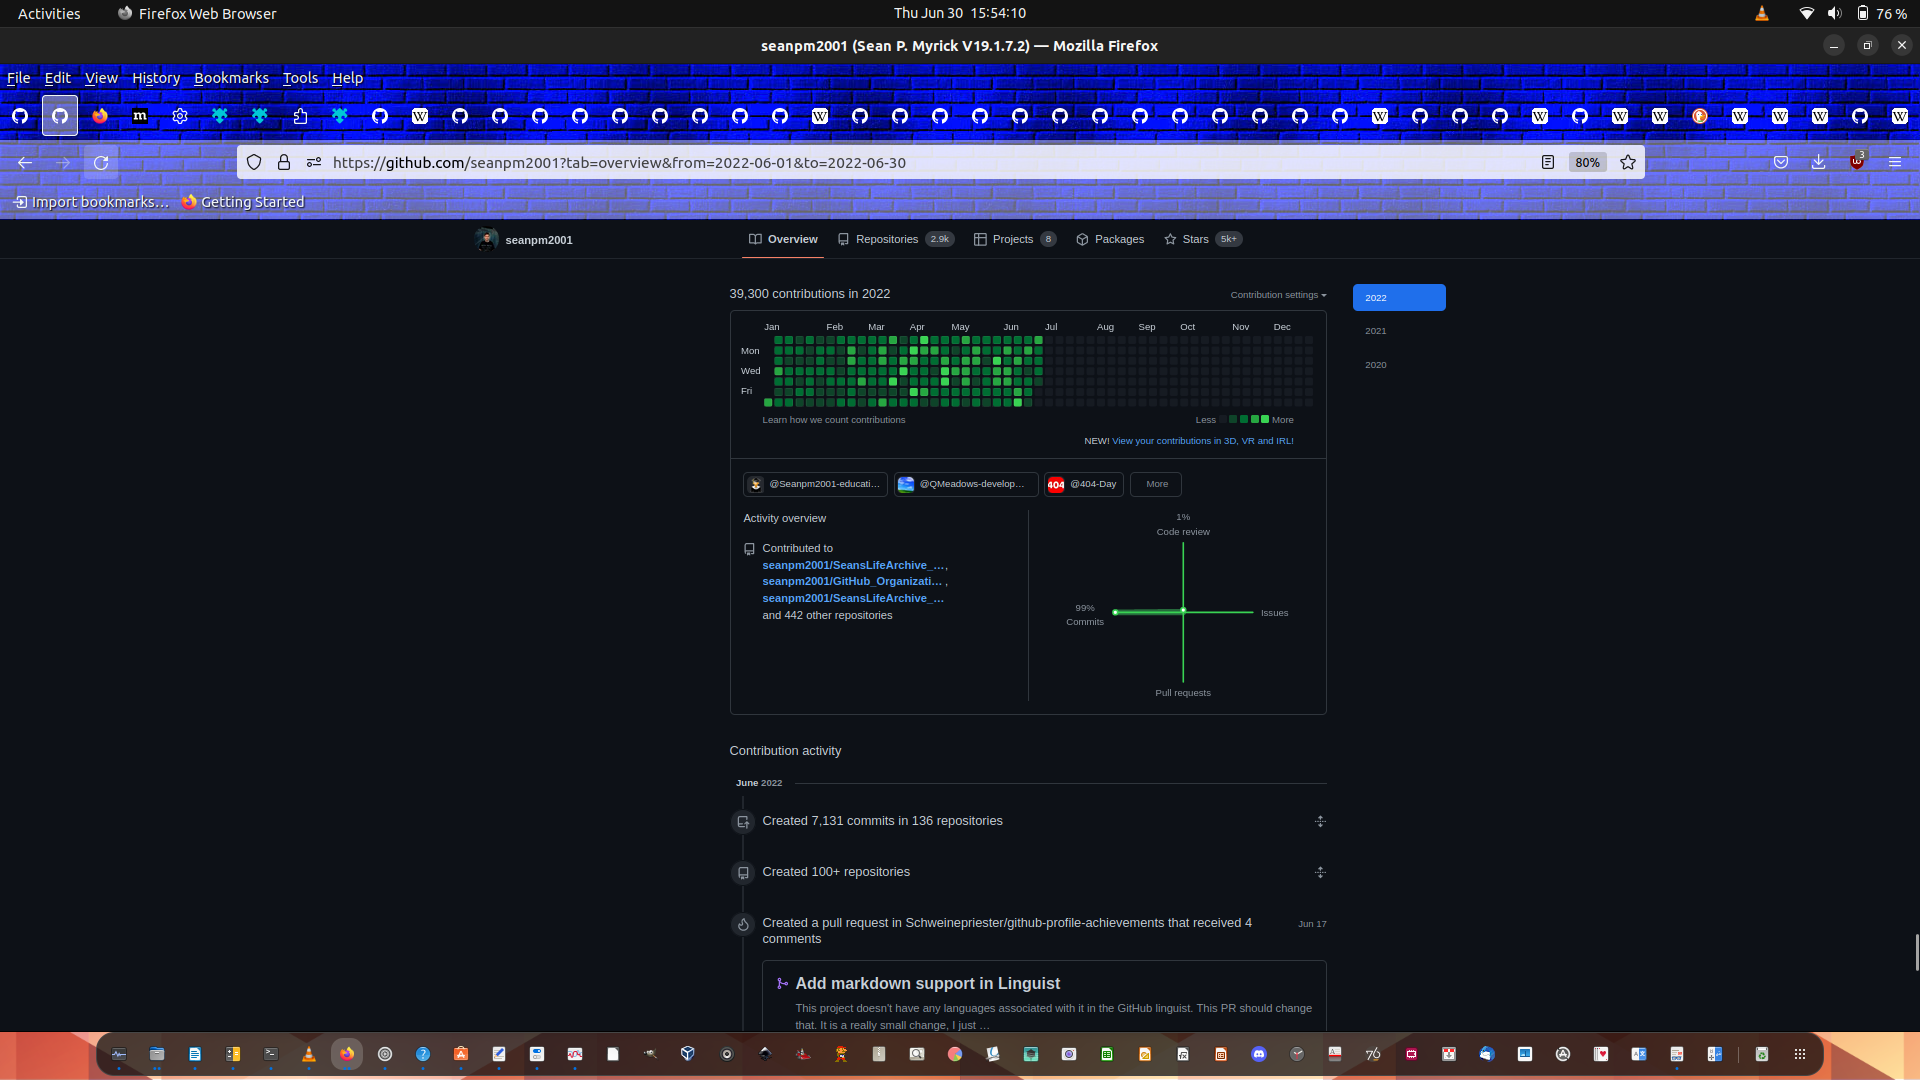 Activities Firefox Web Browser Thu Jun 30 15:54:10 76 %
seanpm2001 (Sean P. Myrick V19.1.7.2) — Mozilla Firefox
File Edit View History Bookmarks Tools Help
https://github.com/seanpm2001?tab=overview&from=2022-06-01&to=2022-06-30 80% 3
Import bookmarks… Getting Started
seanpm2001 Overview Repositories 2.9k Projects 8 Packages Stars 5k+
39,300 contributions in 2022 Contribution settings 2022
2021
2020
Jan Feb Mar Apr May Jun Jul Aug Sep Oct Nov Dec
Mon
Wed
Fri
Learn how we count contributions Less More
NEW! View your contributions in 3D, VR and IRL!
@Seanpm2001-educati… @QMeadows-develop… 404 @404-Day More
Activity overview
Contributed to
seanpm2001/SeansLifeArchive_…,
seanpm2001/GitHub_Organizati… ,
seanpm2001/SeansLifeArchive_…
and 442 other repositories
1%
Code review
99%
Commits
Issues
Pull requests
Contribution activity
June 2022
Created 7,131 commits in 136 repositories
Created 100+ repositories
Created a pull request in Schweinepriester/github-profile-achievements that received 4 comments Jun 17
Add markdown support in Linguist
This project doesn't have any languages associated with it in the GitHub linguist. This PR should change
that. It is a really small change, I just …